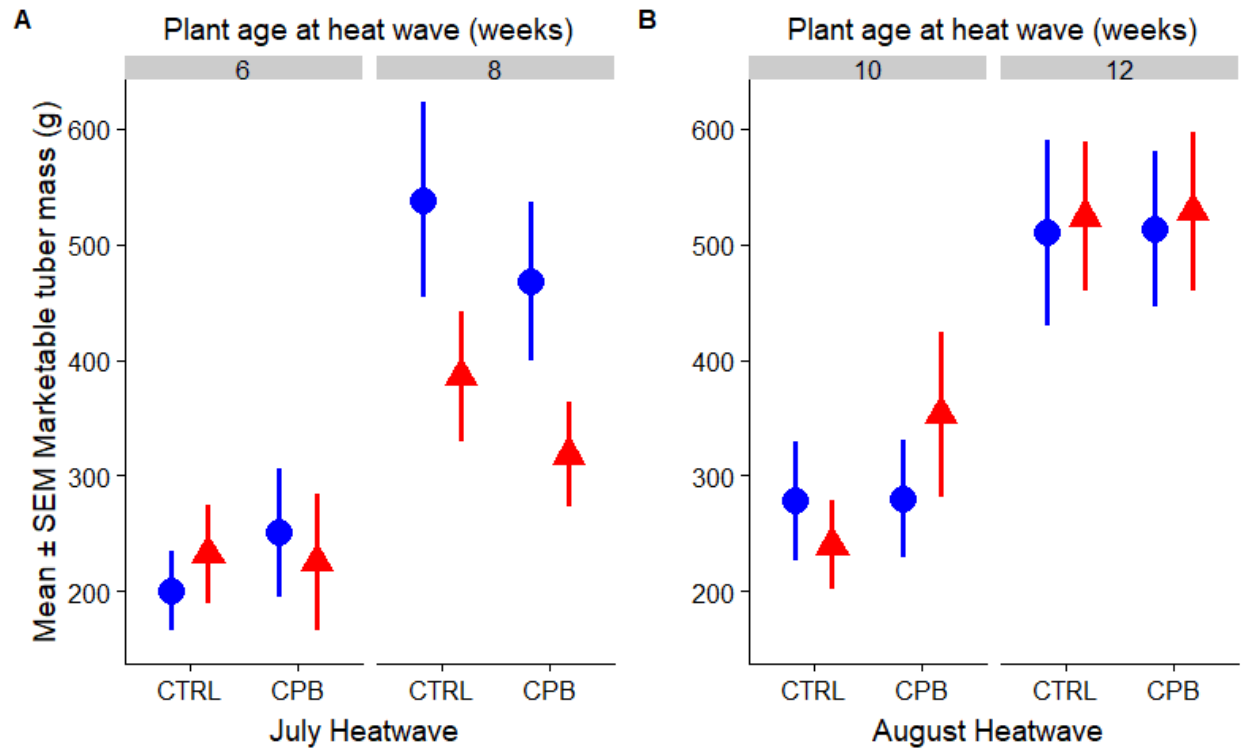 A
Plant age at heat wave (weeks)
6 8
Mean ± SEM Marketable tuber mass (g)
600
500
400
300
200
CTRL CPB CTRL CPB
July Heatwave
B
Plant age at heat wave (weeks)
10 12
600
500
400
300
200
CTRL CPB CTRL CPB
August Heatwave